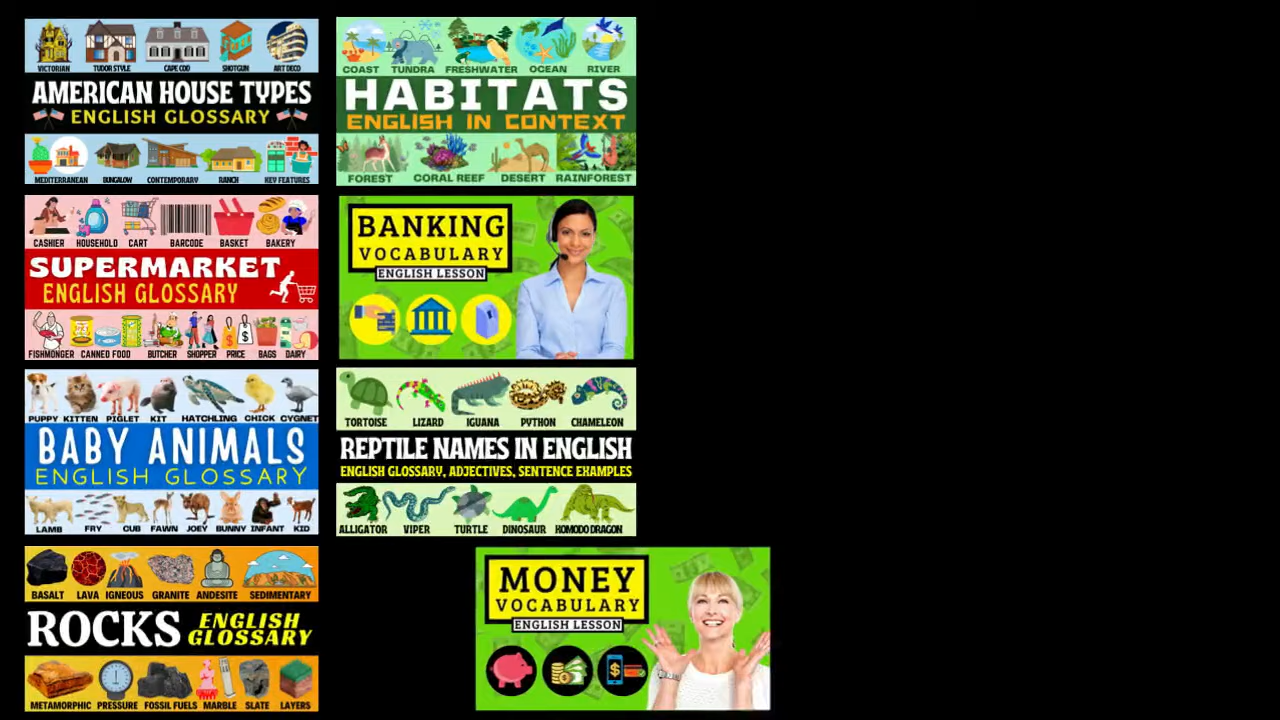 VICTORIAN TUDOR STYLE CAPE COD SHOTGUN ART DECO
AMERICAN HOUSE TYPES
ENGLISH GLOSSARY
MEDITERRANEAN BUNGALOW CONTEMPORARY RANCH KEY FEATURES
CASHIER HOUSEHOLD CART BARCODE BASKET BAKERY
SUPERMARKET
ENGLISH GLOSSARY
FISHMONGER CANNED FOOD BUTCHER SHOPPER PRICE BAGS DAIRY
PUPPY KITTEN PIGLET KIT HATCHLING CHICK CYGNET
BABY ANIMALS
ENGLISH GLOSSARY
LAMB FRY CUB FAWN JOEY BUNNY INFANT KID
BASALT LAVA IGNEOUS GRANITE ANDESITE SEDIMENTARY
ROCKS ENGLISH
GLOSSARY
METAMORPHIC PRESSURE FOSSIL FUELS MARBLE SLATE LAYERS
COAST TUNDRA FRESHWATER OCEAN RIVER
HABITATS
ENGLISH IN CONTEXT
FOREST CORAL REEF DESERT RAINFOREST
BANKING
VOCABULARY
ENGLISH LESSON
TORTOISE LIZARD IGUANA PYTHON CHAMELEON
REPTILE NAMES IN ENGLISH
ENGLISH GLOSSARY, ADJECTIVES, SENTENCE EXAMPLES
ALLIGATOR VIPER TURTLE DINOSAUR KOMODO DRAGON
MONEY
VOCABULARY
ENGLISH LESSON